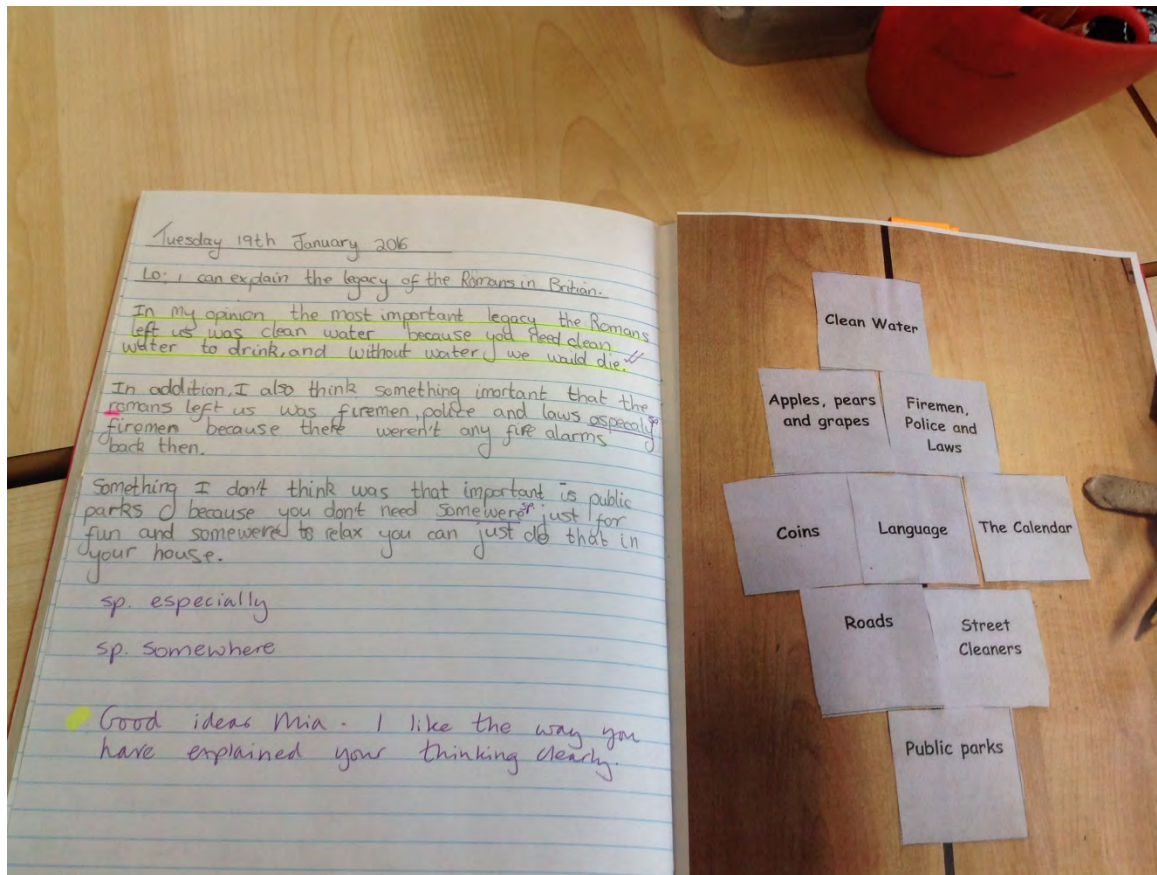 Tuesday 19th January 2016
LO: I can explain the legacy of the Romans in Britian.
In my opinion the most important legacy the Romans
left us was clean water because you need clean
water to drink, and without water we would die.
In addition, I also think something imortant that the
romans left us was firemen, police and laws ospecaly
firemen because there weren't any fire alarms
back then.
Something I don't think was that important is public
parks because you don't need somewere just for
fun and somewere to relax you can just do that in
your house.
sp. especially
sp. somewhere
Good ideas Mia. I like the way you
have explained your thinking clearly.
Clean Water
Apples, pears
and grapes
Firemen,
Police and
Laws
Coins
Language
The Calendar
Roads
Street
Cleaners
Public parks